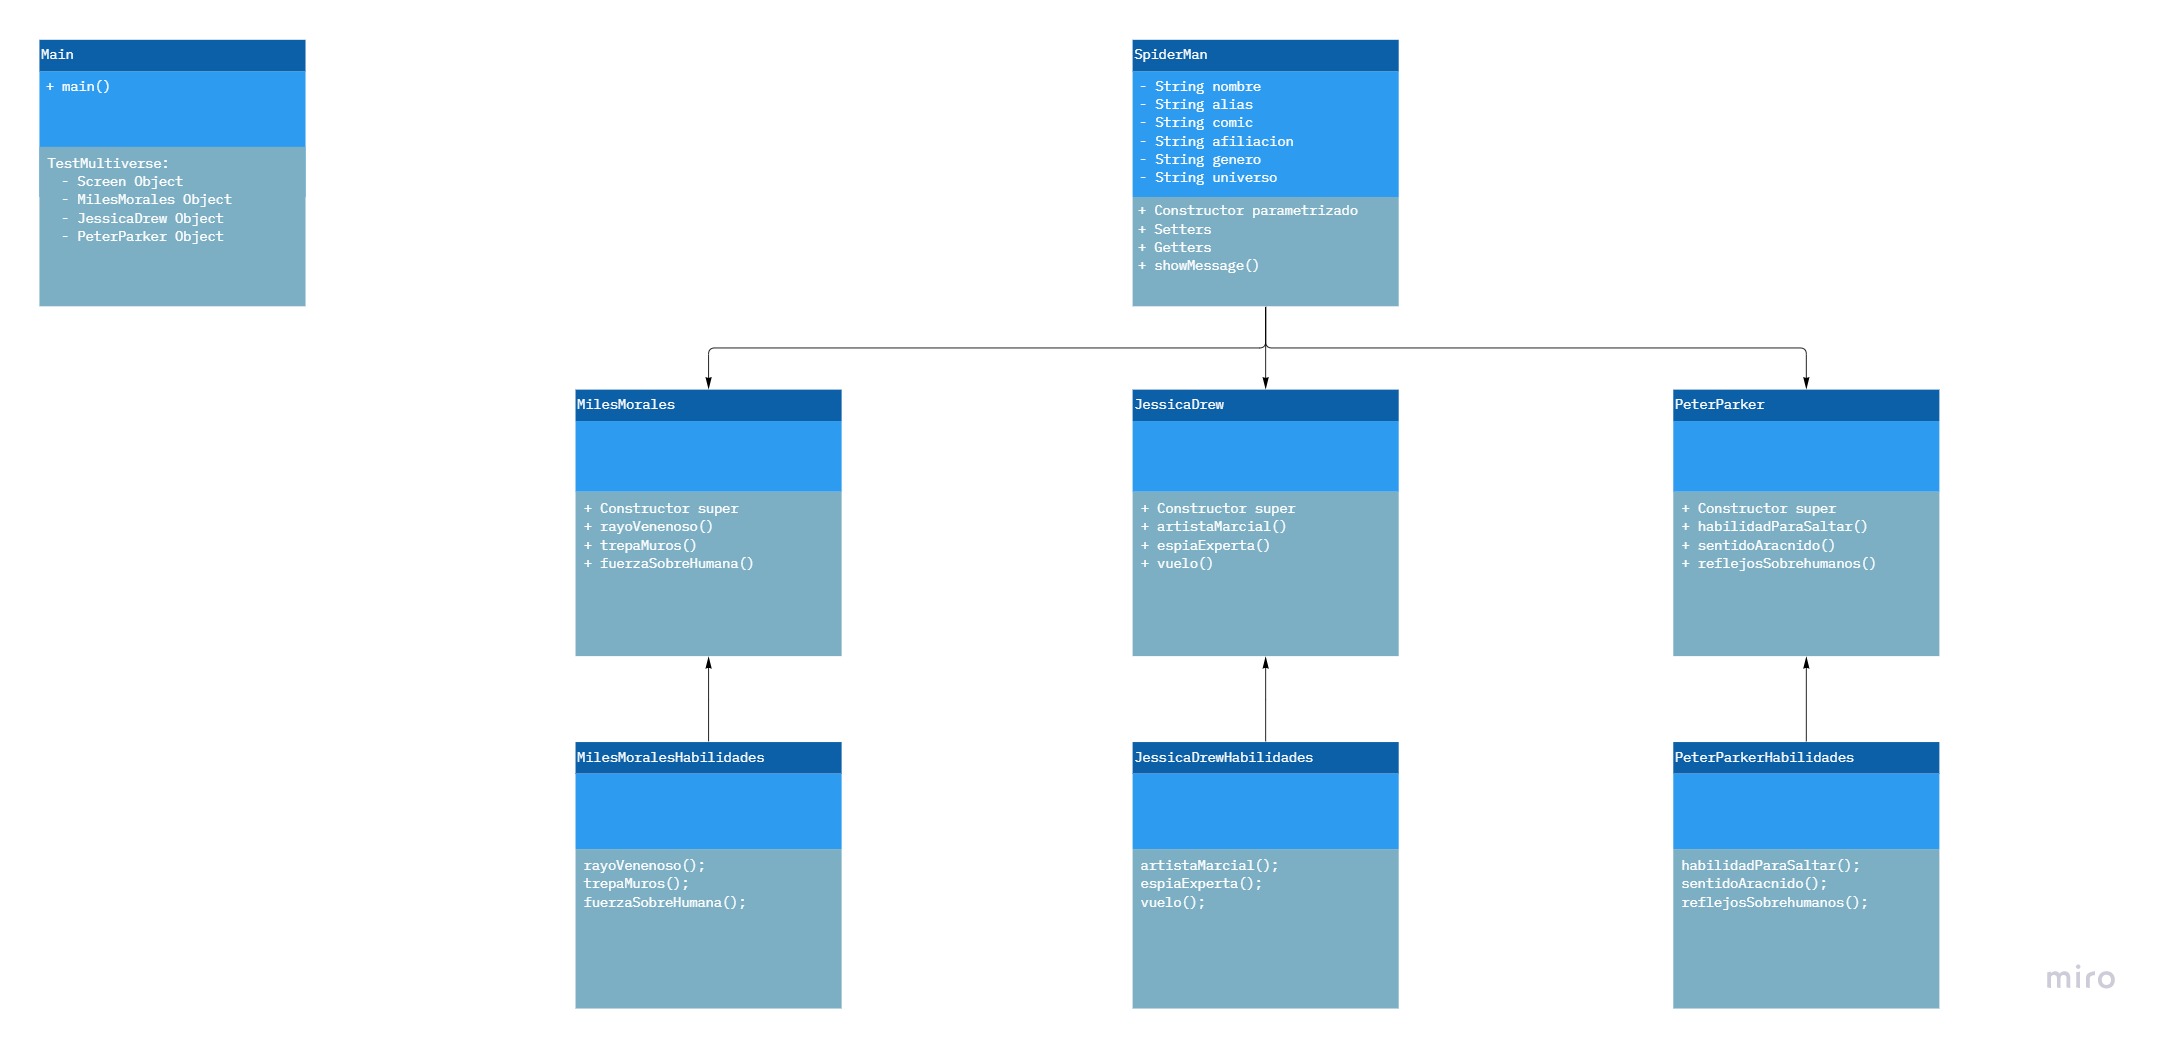 Main
+ main()
TestMultiverse:
- Screen Object
- MilesMorales Object
- JessicaDrew Object
- PeterParker Object
SpiderMan
- String nombre
- String alias
- String comic
- String afiliacion
- String genero
- String universo
+ Constructor parametrizado
+ Setters
+ Getters
+ showMessage()
MilesMorales
+ Constructor super
+ rayoVenenoso()
+ trepaMuros()
+ fuerzaSobreHumana()
JessicaDrew
+ Constructor super
+ artistaMarcial()
+ espiaExperta()
+ vuelo()
PeterParker
+ Constructor super
+ habilidadParaSaltar()
+ sentidoAracnido()
+ reflejosSobrehumanos()
MilesMoralesHabilidades
rayoVenenoso();
trepaMuros();
fuerzaSobreHumana();
JessicaDrewHabilidades
artistaMarcial();
espiaExperta();
vuelo();
PeterParkerHabilidades
habilidadParaSaltar();
sentidoAracnido();
reflejosSobrehumanos();
miro